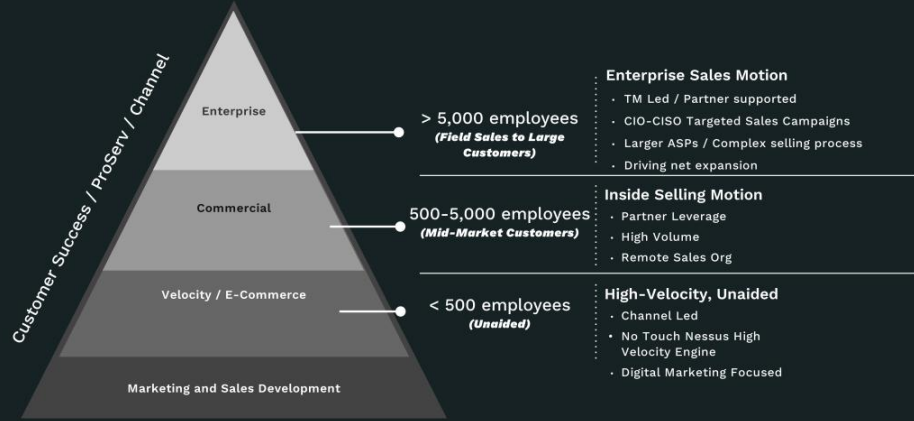 Customer Success / ProServ / Channel
Enterprise
> 5,000 employees
(Field Sales to Large
Customers)
Enterprise Sales Motion
· TM Led / Partner supported
· CIO-CISO Targeted Sales Campaigns
· Larger ASPs / Complex selling process
· Driving net expansion
Commercial
500-5,000 employees
(Mid-Market Customers)
Inside Selling Motion
· Partner Leverage
· High Volume
· Remote Sales Org
Velocity / E-Commerce
< 500 employees
(Unaided)
High-Velocity, Unaided
· Channel Led
· No Touch Nessus High
Velocity Engine
· Digital Marketing Focused
Marketing and Sales Development